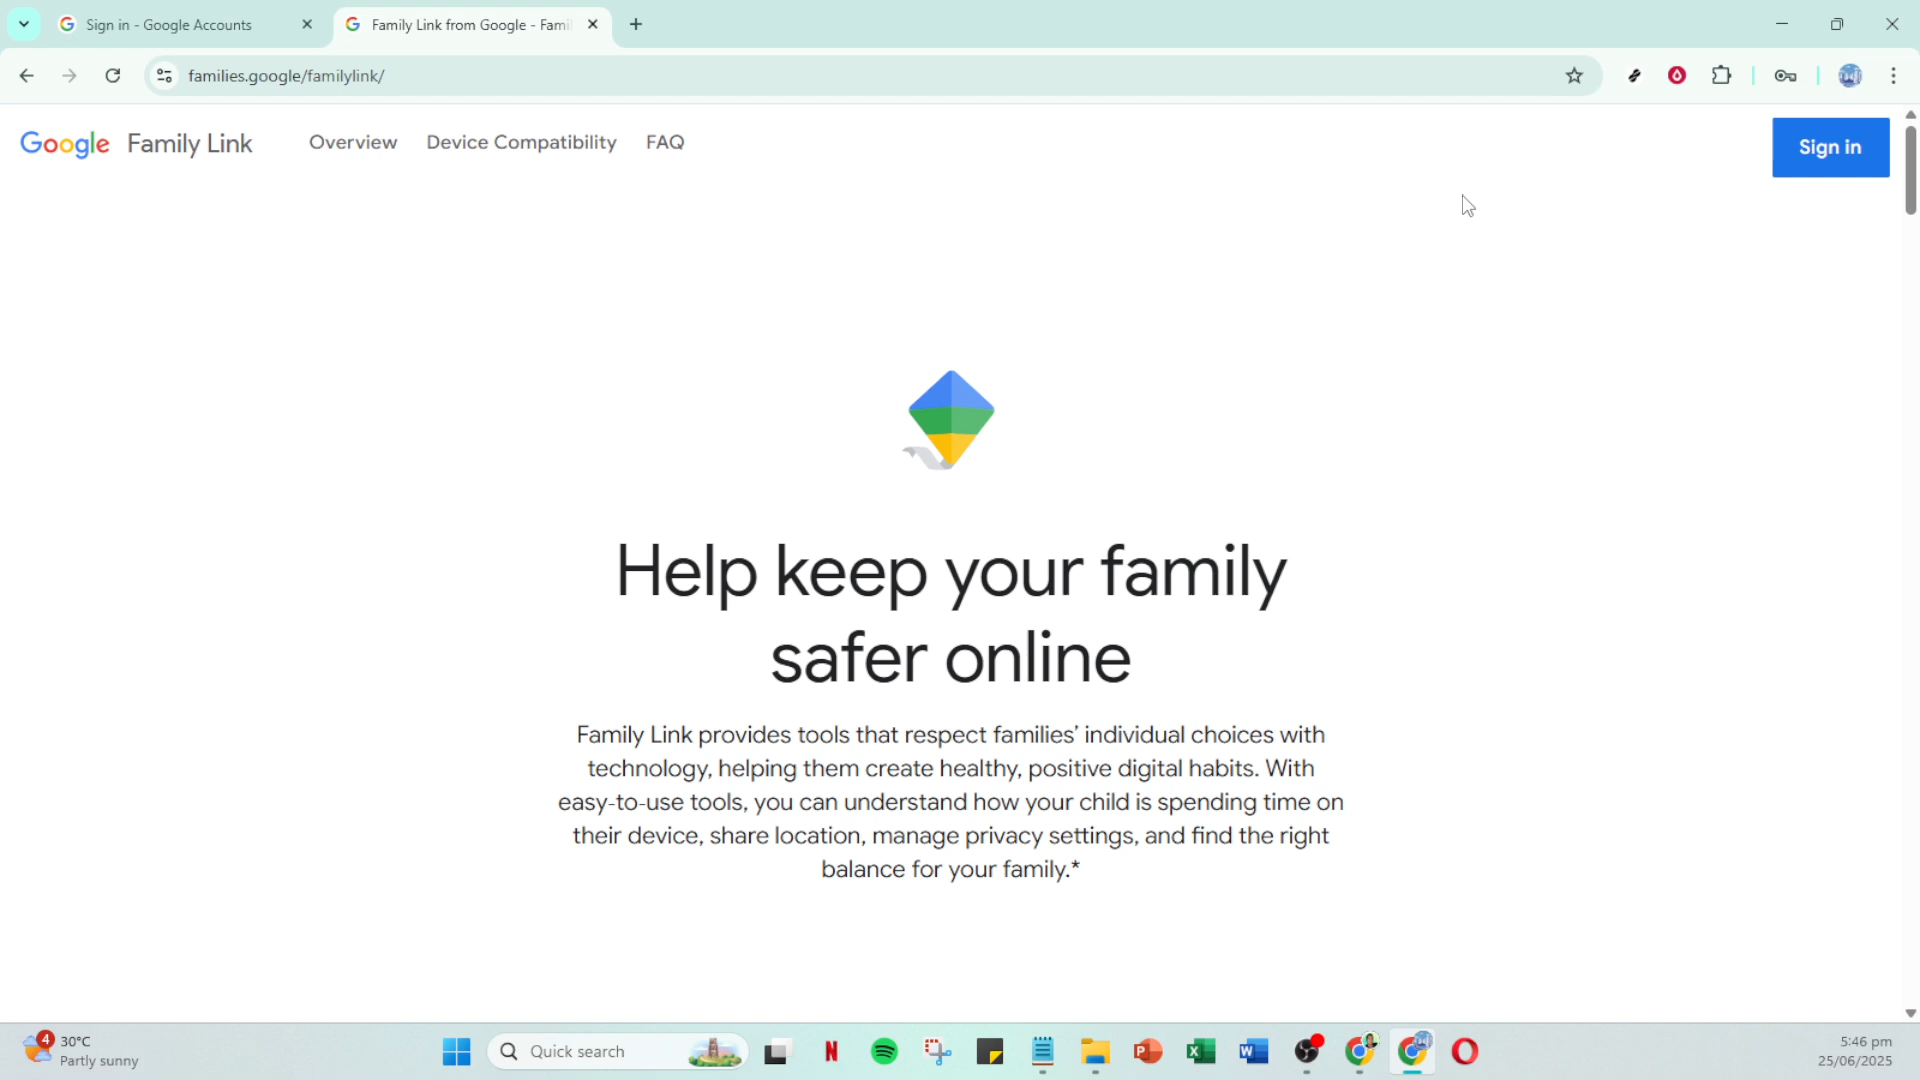 Sign in - Google Accounts
Family Link from Google - Fami
families.google/familylink/
Google Family Link
Overview
Device Compatibility
FAQ
Sign in
Help keep your family
safer online
Family Link provides tools that respect families’ individual choices with
technology, helping them create healthy, positive digital habits. With
easy-to-use tools, you can understand how your child is spending time on
their device, share location, manage privacy settings, and find the right
balance for your family.*
4
30°C
Partly sunny
Quick search
5:46 pm
25/06/2025